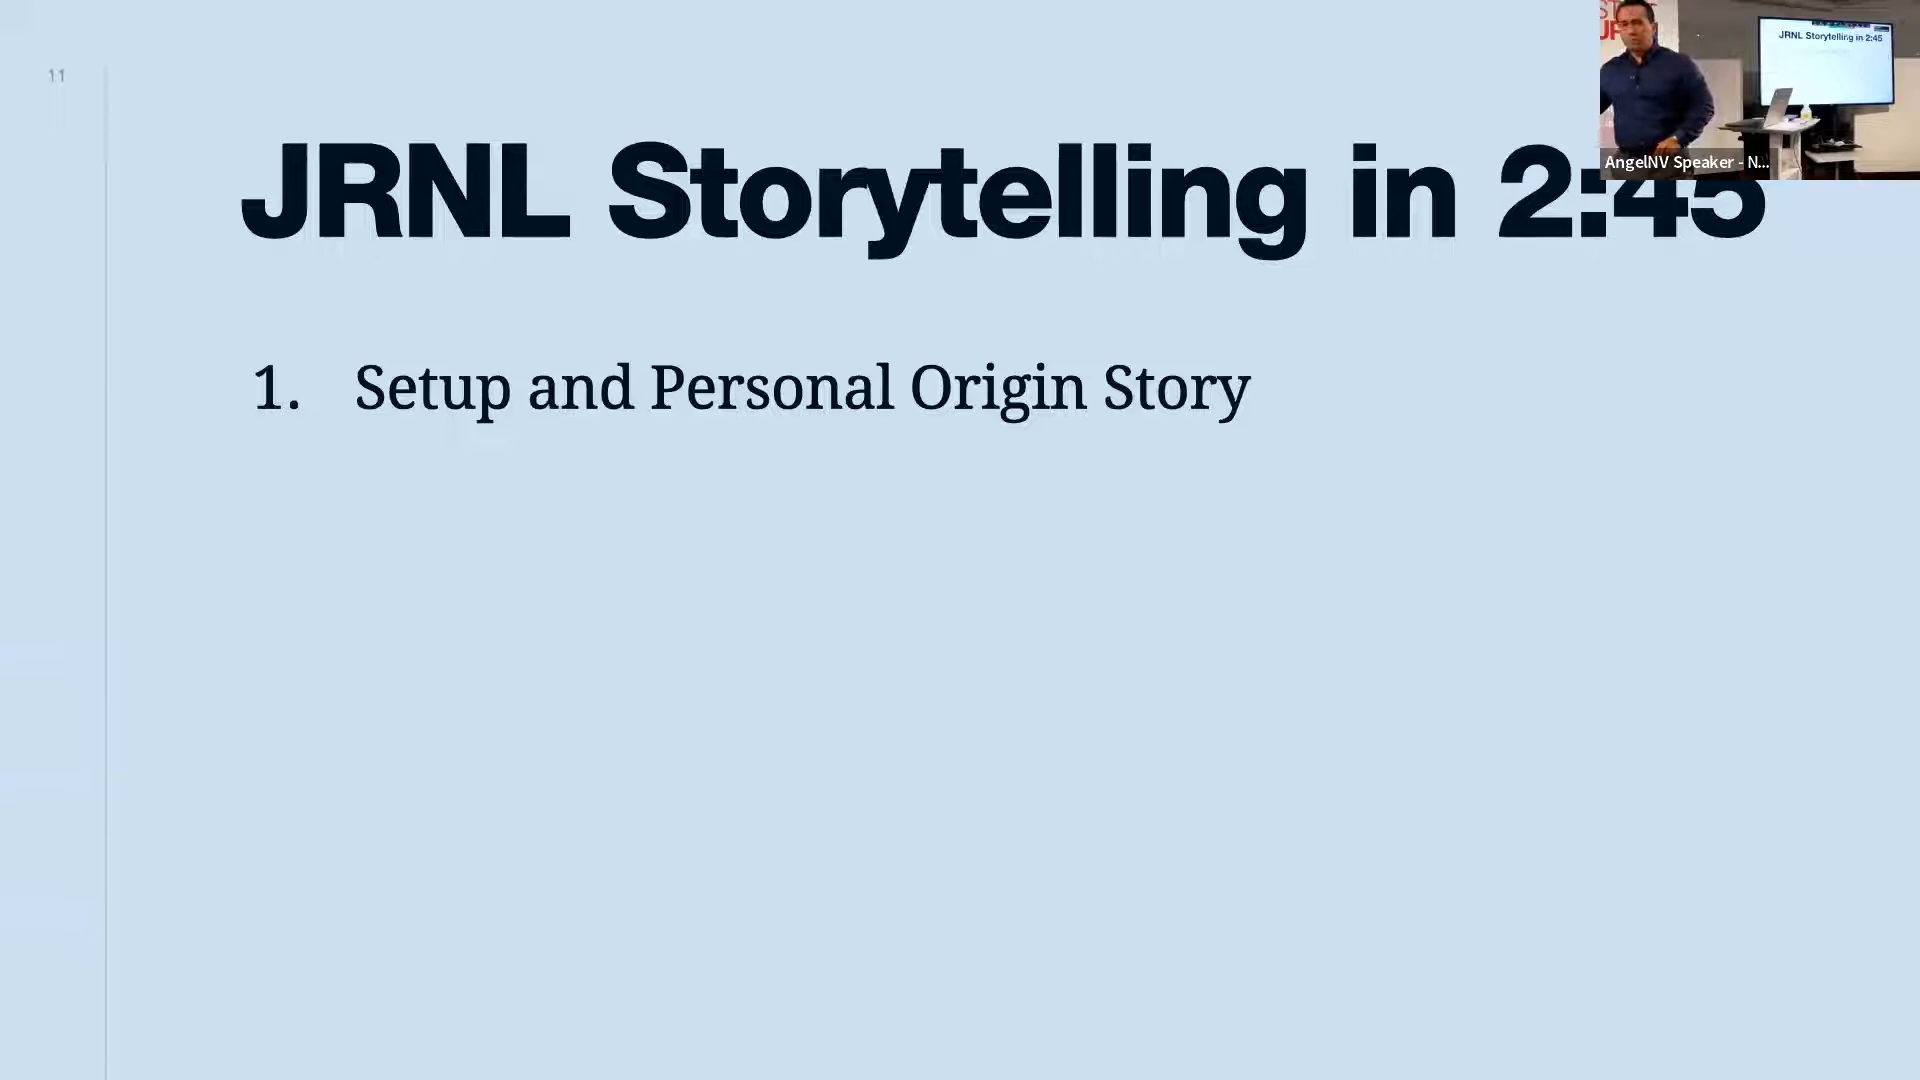 11
JRNL Storytelling in 2:45
1. Setup and Personal Origin Story
AngelNV Speaker - N...
JRNL Storytelling in 2:45